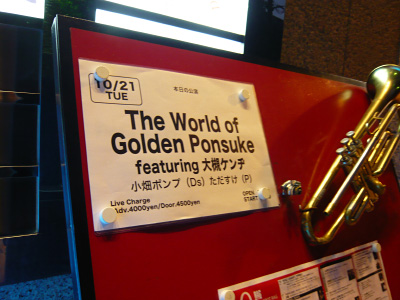 10/21
TUE
本日の公演
The World of
Golden Ponsuke
featuring 大槻ケンヂ
小畑ポンプ（Ds）ただすけ（P）
Live Charge
Adv.4000yen/Door.4500yen
OPEN
START